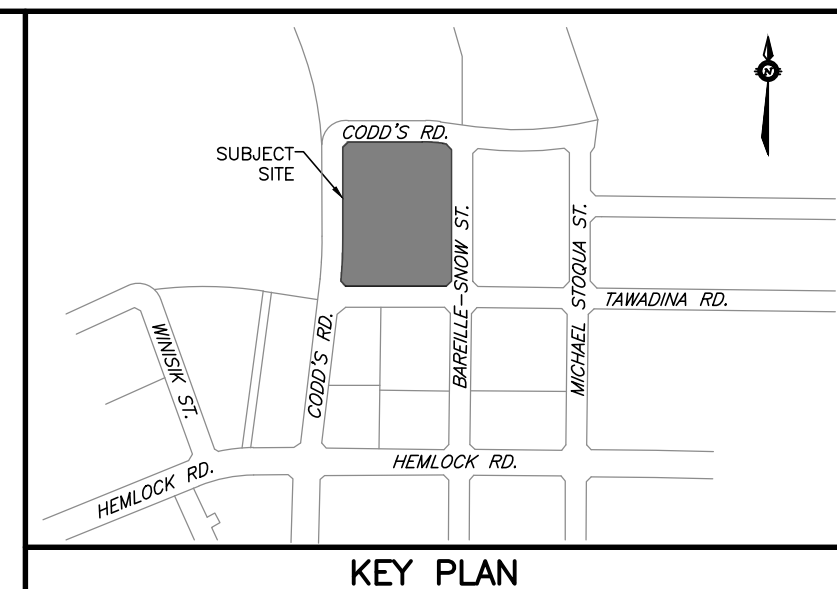 CODD'S RD.
N
SUBJECT
SITE
BAREILLE-SNOW ST.
MICHAEL STOQUA ST.
TAWADINA RD.
WINISIK ST.
CODD'S RD.
HEMLOCK RD.
HEMLOCK RD.
KEY PLAN